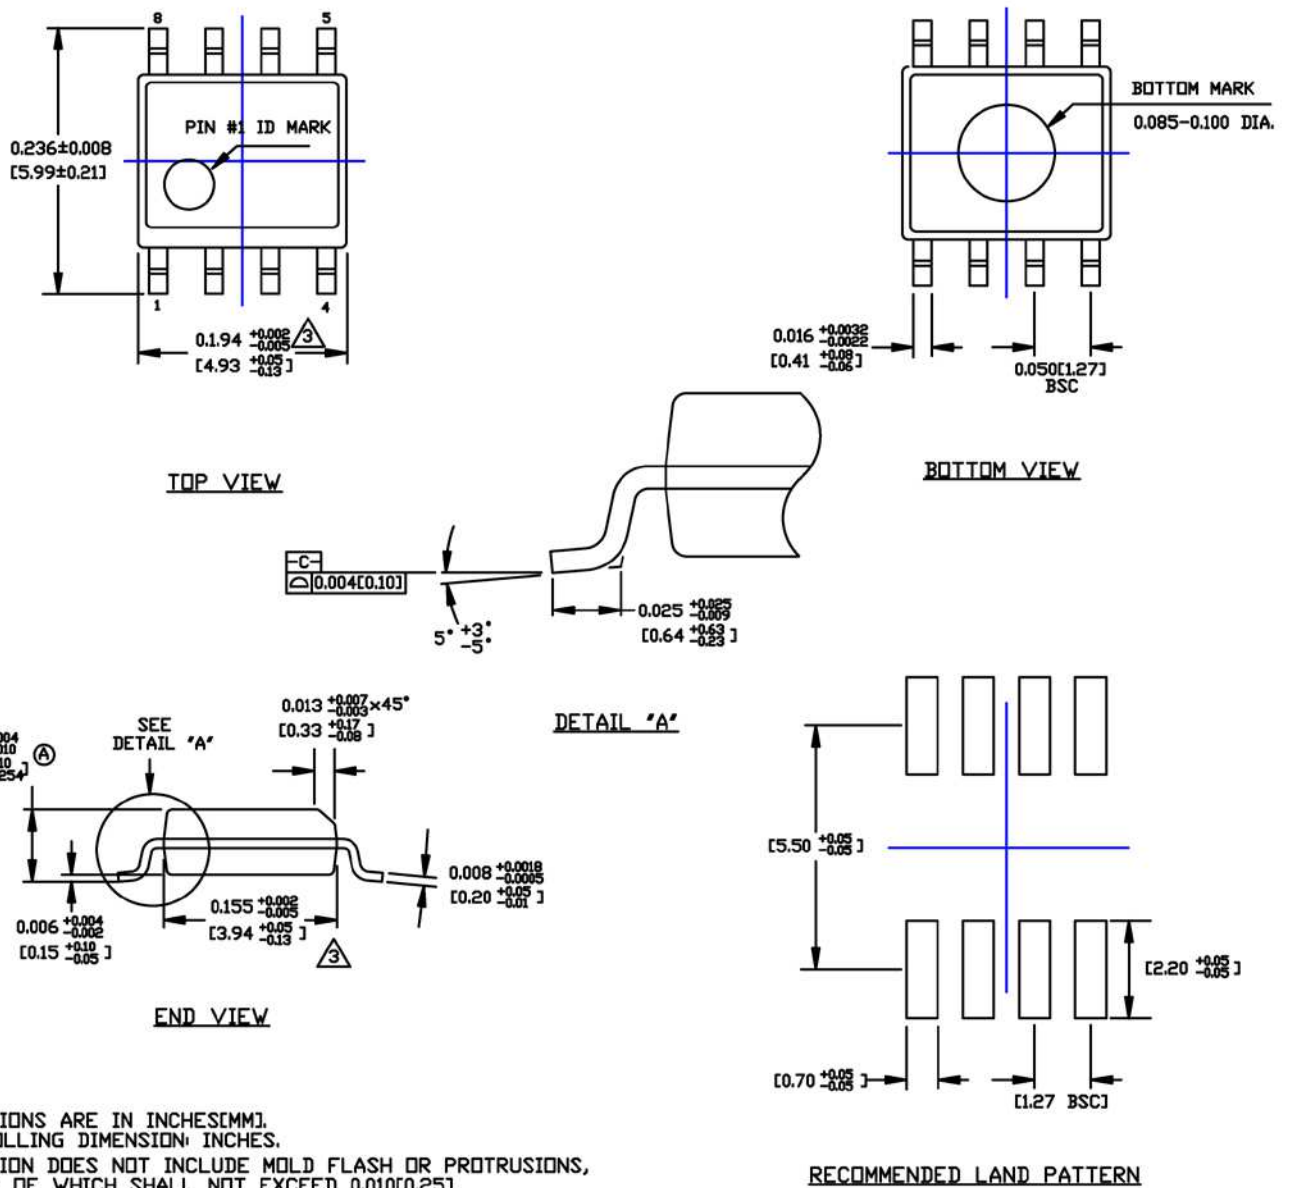 8
5
PIN #1 ID MARK
0.236±0.008
[5.99±0.21]
1
4
0.1.94 +0.002 -0.005 3
[4.93 +0.05 -0.13 ]
TOP VIEW
BOTTOM MARK
0.085-0.100 DIA.
0.016 +0.0032 -0.0022
[0.41 +0.08 -0.06 ]
0.050[1.27]
BSC
BOTTOM VIEW
-C-
0.004[0.10]
5° +3° -5°
0.025 +0.025 -0.009
[0.64 +0.63 -0.23 ]
DETAIL "A"
SEE
DETAIL "A"
A
0.013 +0.007 -0.003 ×45°
[0.33 +0.17 -0.08 ]
0.008 +0.0018 -0.0005
[0.20 +0.05 -0.01 ]
0.155 +0.002 -0.005
[3.94 +0.05 -0.13 ]
3
0.006 +0.004 -0.002
[0.15 +0.10 -0.05 ]
END VIEW
[5.50 +0.05 -0.05 ]
[2.20 +0.05 -0.05 ]
[0.70 +0.05 -0.05 ]
[1.27 BSC]
RECOMMENDED LAND PATTERN
IONS ARE IN INCHES[MM].
LLING DIMENSION: INCHES.
ION DOES NOT INCLUDE MOLD FLASH OR PROTRUSIONS,
OF WHICH SHALL NOT EXCEED 0.010[0.25]